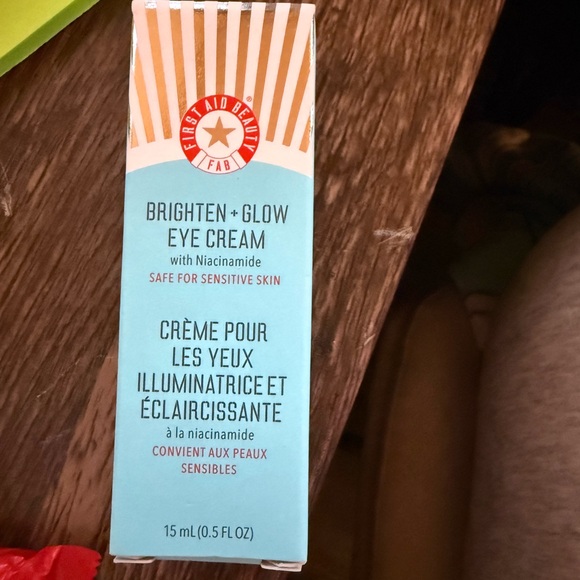 FIRST AID BEAUTY®
FAB
BRIGHTEN + GLOW
EYE CREAM
with Niacinamide
SAFE FOR SENSITIVE SKIN
CRÈME POUR
LES YEUX
ILLUMINATRICE ET
ÉCLAIRCISSANTE
à la niacinamide
CONVIENT AUX PEAUX
SENSIBLES
15 mL (0.5 FL OZ)